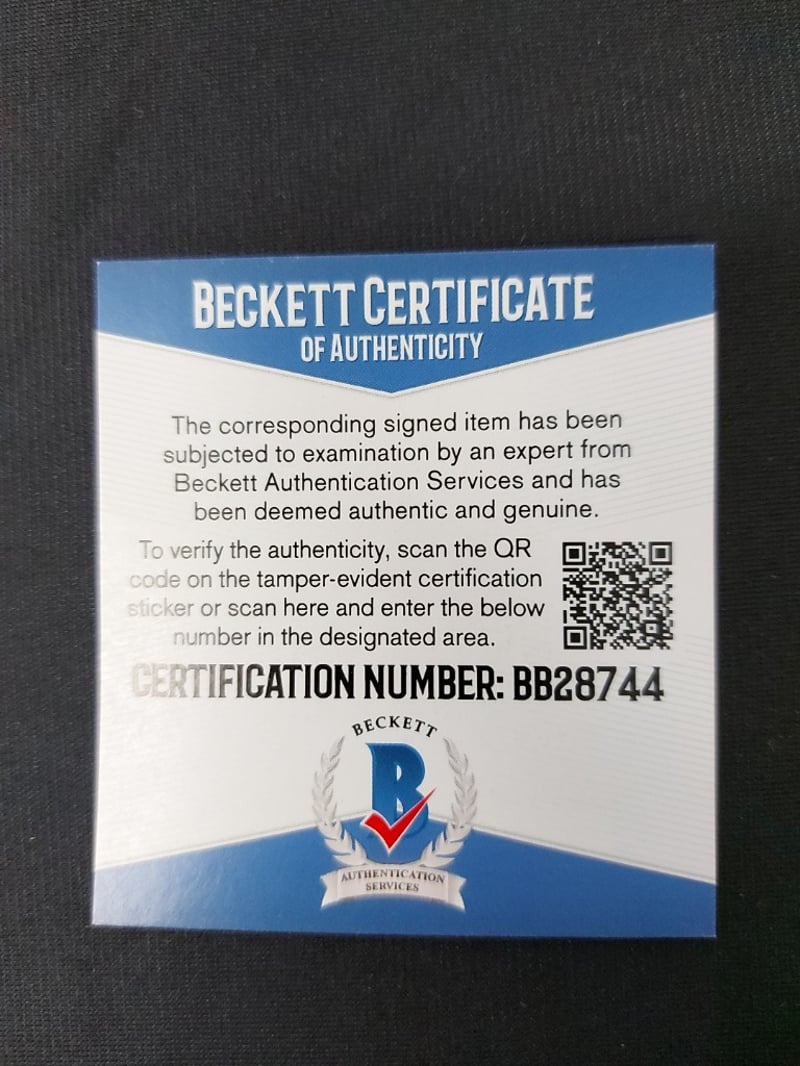 BECKETT CERTIFICATE
OF AUTHENTICITY
The corresponding signed item has been
subjected to examination by an expert from
Beckett Authentication Services and has
been deemed authentic and genuine.
To verify the authenticity, scan the QR
code on the tamper-evident certification
sticker or scan here and enter the below
number in the designated area.
CERTIFICATION NUMBER: BB28744
BECKETT
B
AUTHENTICATION
SERVICES